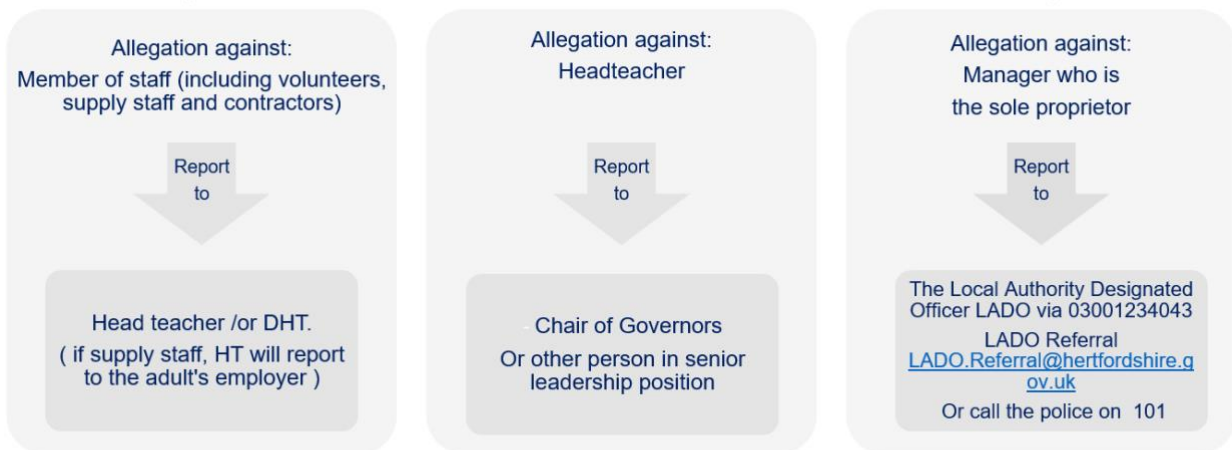 Allegation against:
Member of staff (including volunteers,
supply staff and contractors)
Report
to
Head teacher /or DHT.
( if supply staff, HT will report
to the adult's employer )
Allegation against:
Headteacher
Report
to
- Chair of Governors
Or other person in senior
leadership position
Allegation against:
Manager who is
the sole proprietor
Report
to
The Local Authority Designated
Officer LADO via 03001234043
LADO Referral
LADO.Referral@hertfordshire.g
ov.uk
Or call the police on 101